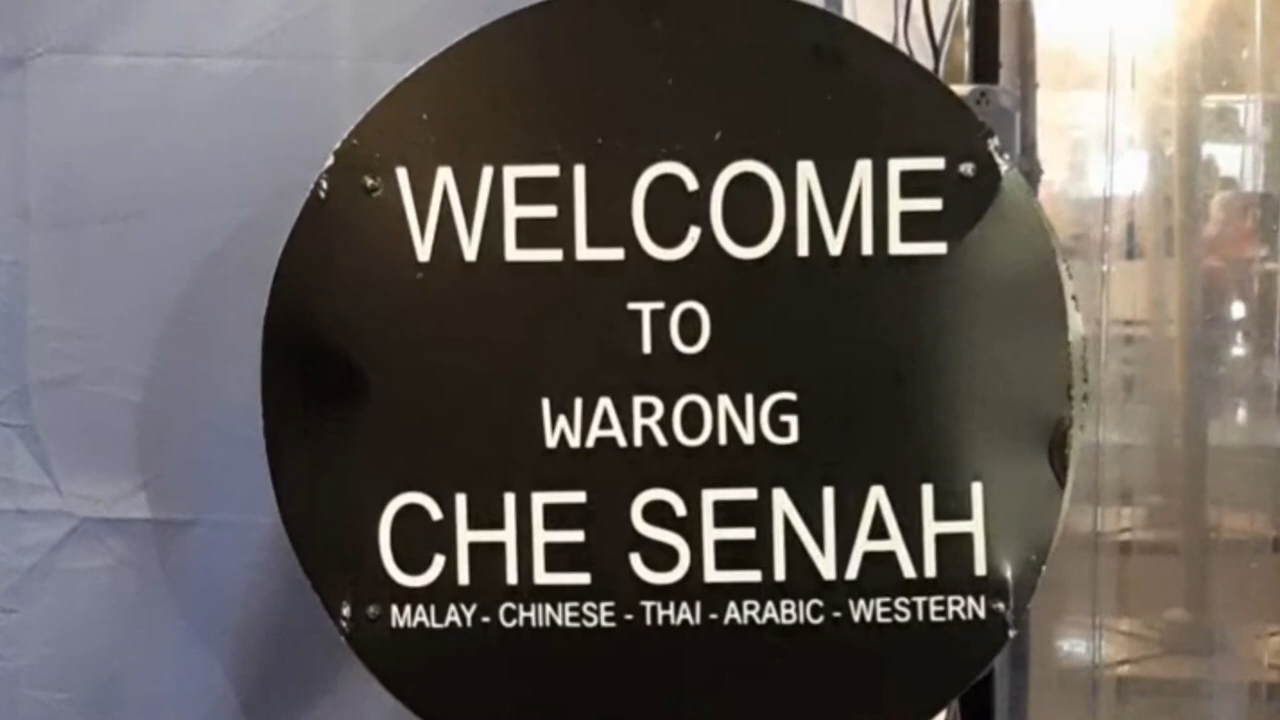 WELCOME
TO
WARONG
CHE SENAH
MALAY - CHINESE - THAI - ARABIC - WESTERN